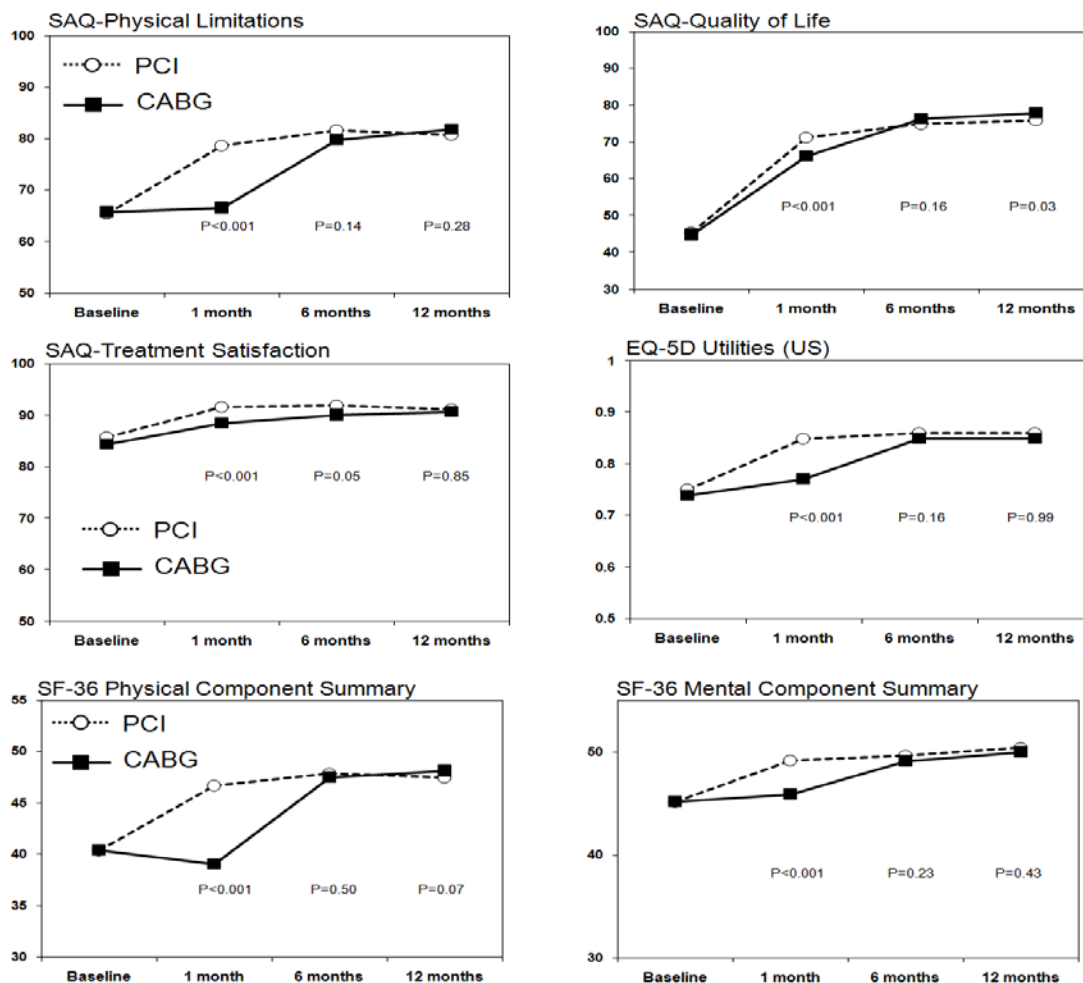 SAQ-Physical Limitations
100
90
80
70
60
50
PCI
CABG
P<0.001 P=0.14 P=0.28
Baseline 1 month 6 months 12 months
SAQ-Quality of Life
100
90
80
70
60
50
40
30
P<0.001 P=0.16 P=0.03
Baseline 1 month 6 months 12 months
SAQ-Treatment Satisfaction
100
90
80
70
60
50
P<0.001 P=0.05 P=0.85
PCI
CABG
Baseline 1 month 6 months 12 months
EQ-5D Utilities (US)
1
0.9
0.8
0.7
0.6
0.5
P<0.001 P=0.16 P=0.99
Baseline 1 month 6 months 12 months
SF-36 Physical Component Summary
55
50
45
40
35
30
PCI
CABG
P<0.001 P=0.50 P=0.07
Baseline 1 month 6 months 12 months
SF-36 Mental Component Summary
50
40
30
P<0.001 P=0.23 P=0.43
Baseline 1 month 6 months 12 months